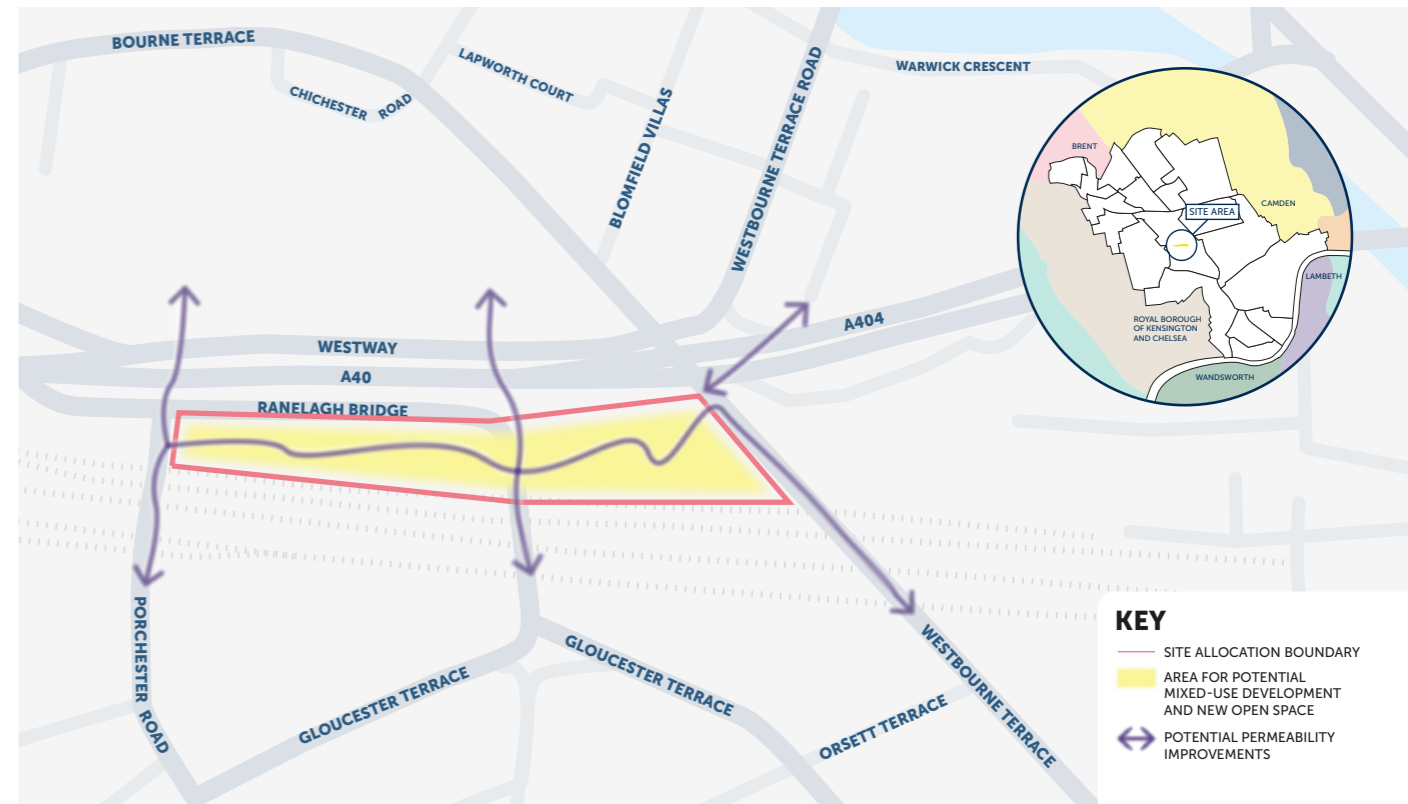 BOURNE TERRACE
CHICHESTER ROAD
LAPWORTH COURT
BLOMFIELD VILLAS
WESTBOURNE TERRACE ROAD
WARWICK CRESCENT
BRENT
CAMDEN
SITE AREA
LAMBETH
ROYAL BOROUGH
OF KENSINGTON
AND CHELSEA
WANDSWORTH
A404
WESTWAY
A40
RANELAGH BRIDGE
PORCHESTER ROAD
GLOUCESTER TERRACE
GLOUCESTER TERRACE
ORSETT TERRACE
WESTBOURNE TERRACE
KEY
SITE ALLOCATION BOUNDARY
AREA FOR POTENTIAL
MIXED-USE DEVELOPMENT
AND NEW OPEN SPACE
POTENTIAL PERMEABILITY
IMPROVEMENTS